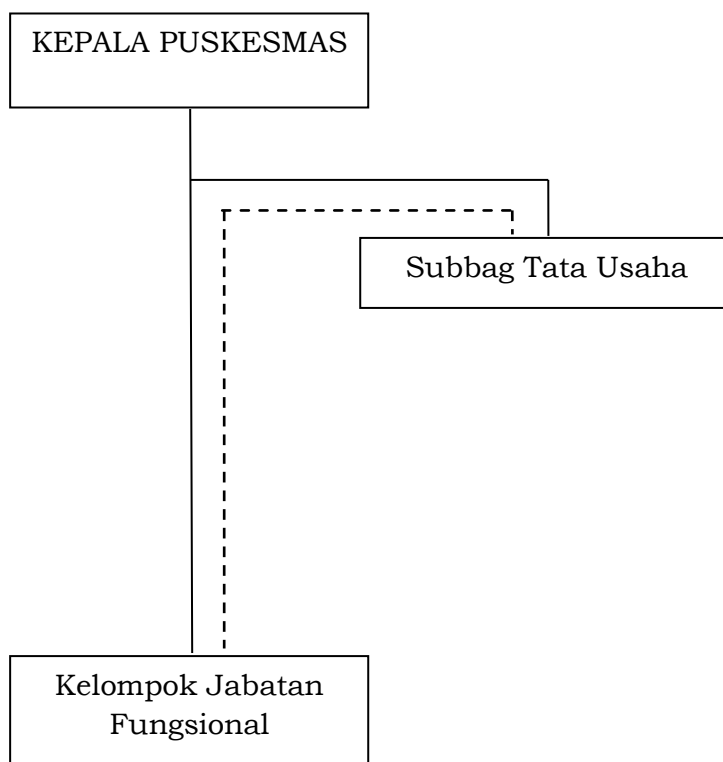 KEPALA PUSKESMAS
Subbag Tata Usaha
Kelompok Jabatan
Fungsional